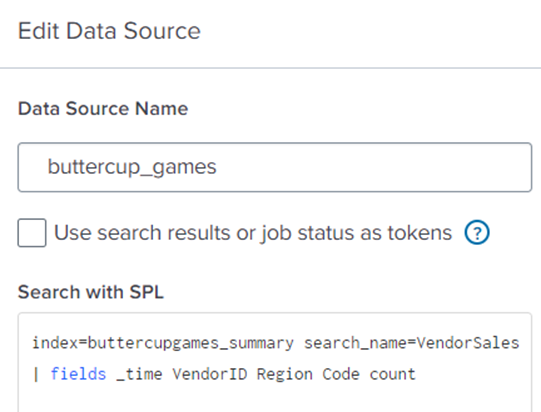 Edit Data Source
Data Source Name
buttercup_games
Use search results or job status as tokens ?
Search with SPL
index=buttercupgames_summary search_name=VendorSales
| fields _time VendorID Region Code count